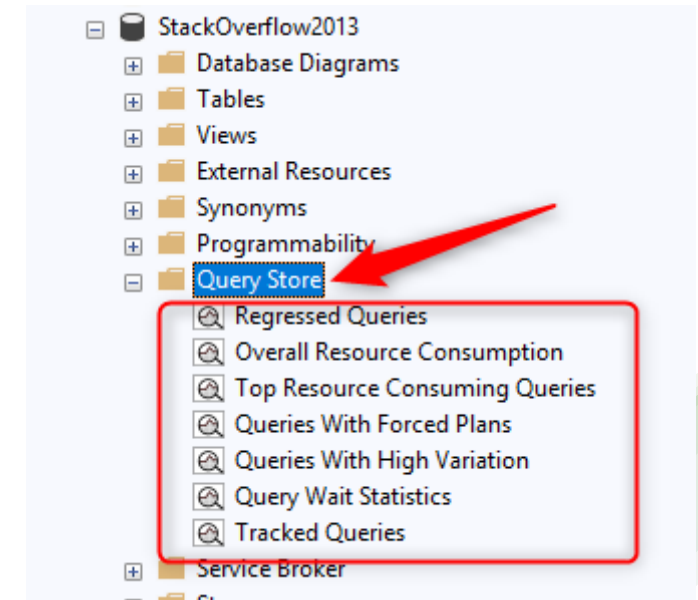 StackOverflow2013
Database Diagrams
Tables
Views
External Resources
Synonyms
Programmability
Query Store
Regressed Queries
Overall Resource Consumption
Top Resource Consuming Queries
Queries With Forced Plans
Queries With High Variation
Query Wait Statistics
Tracked Queries
Service Broker